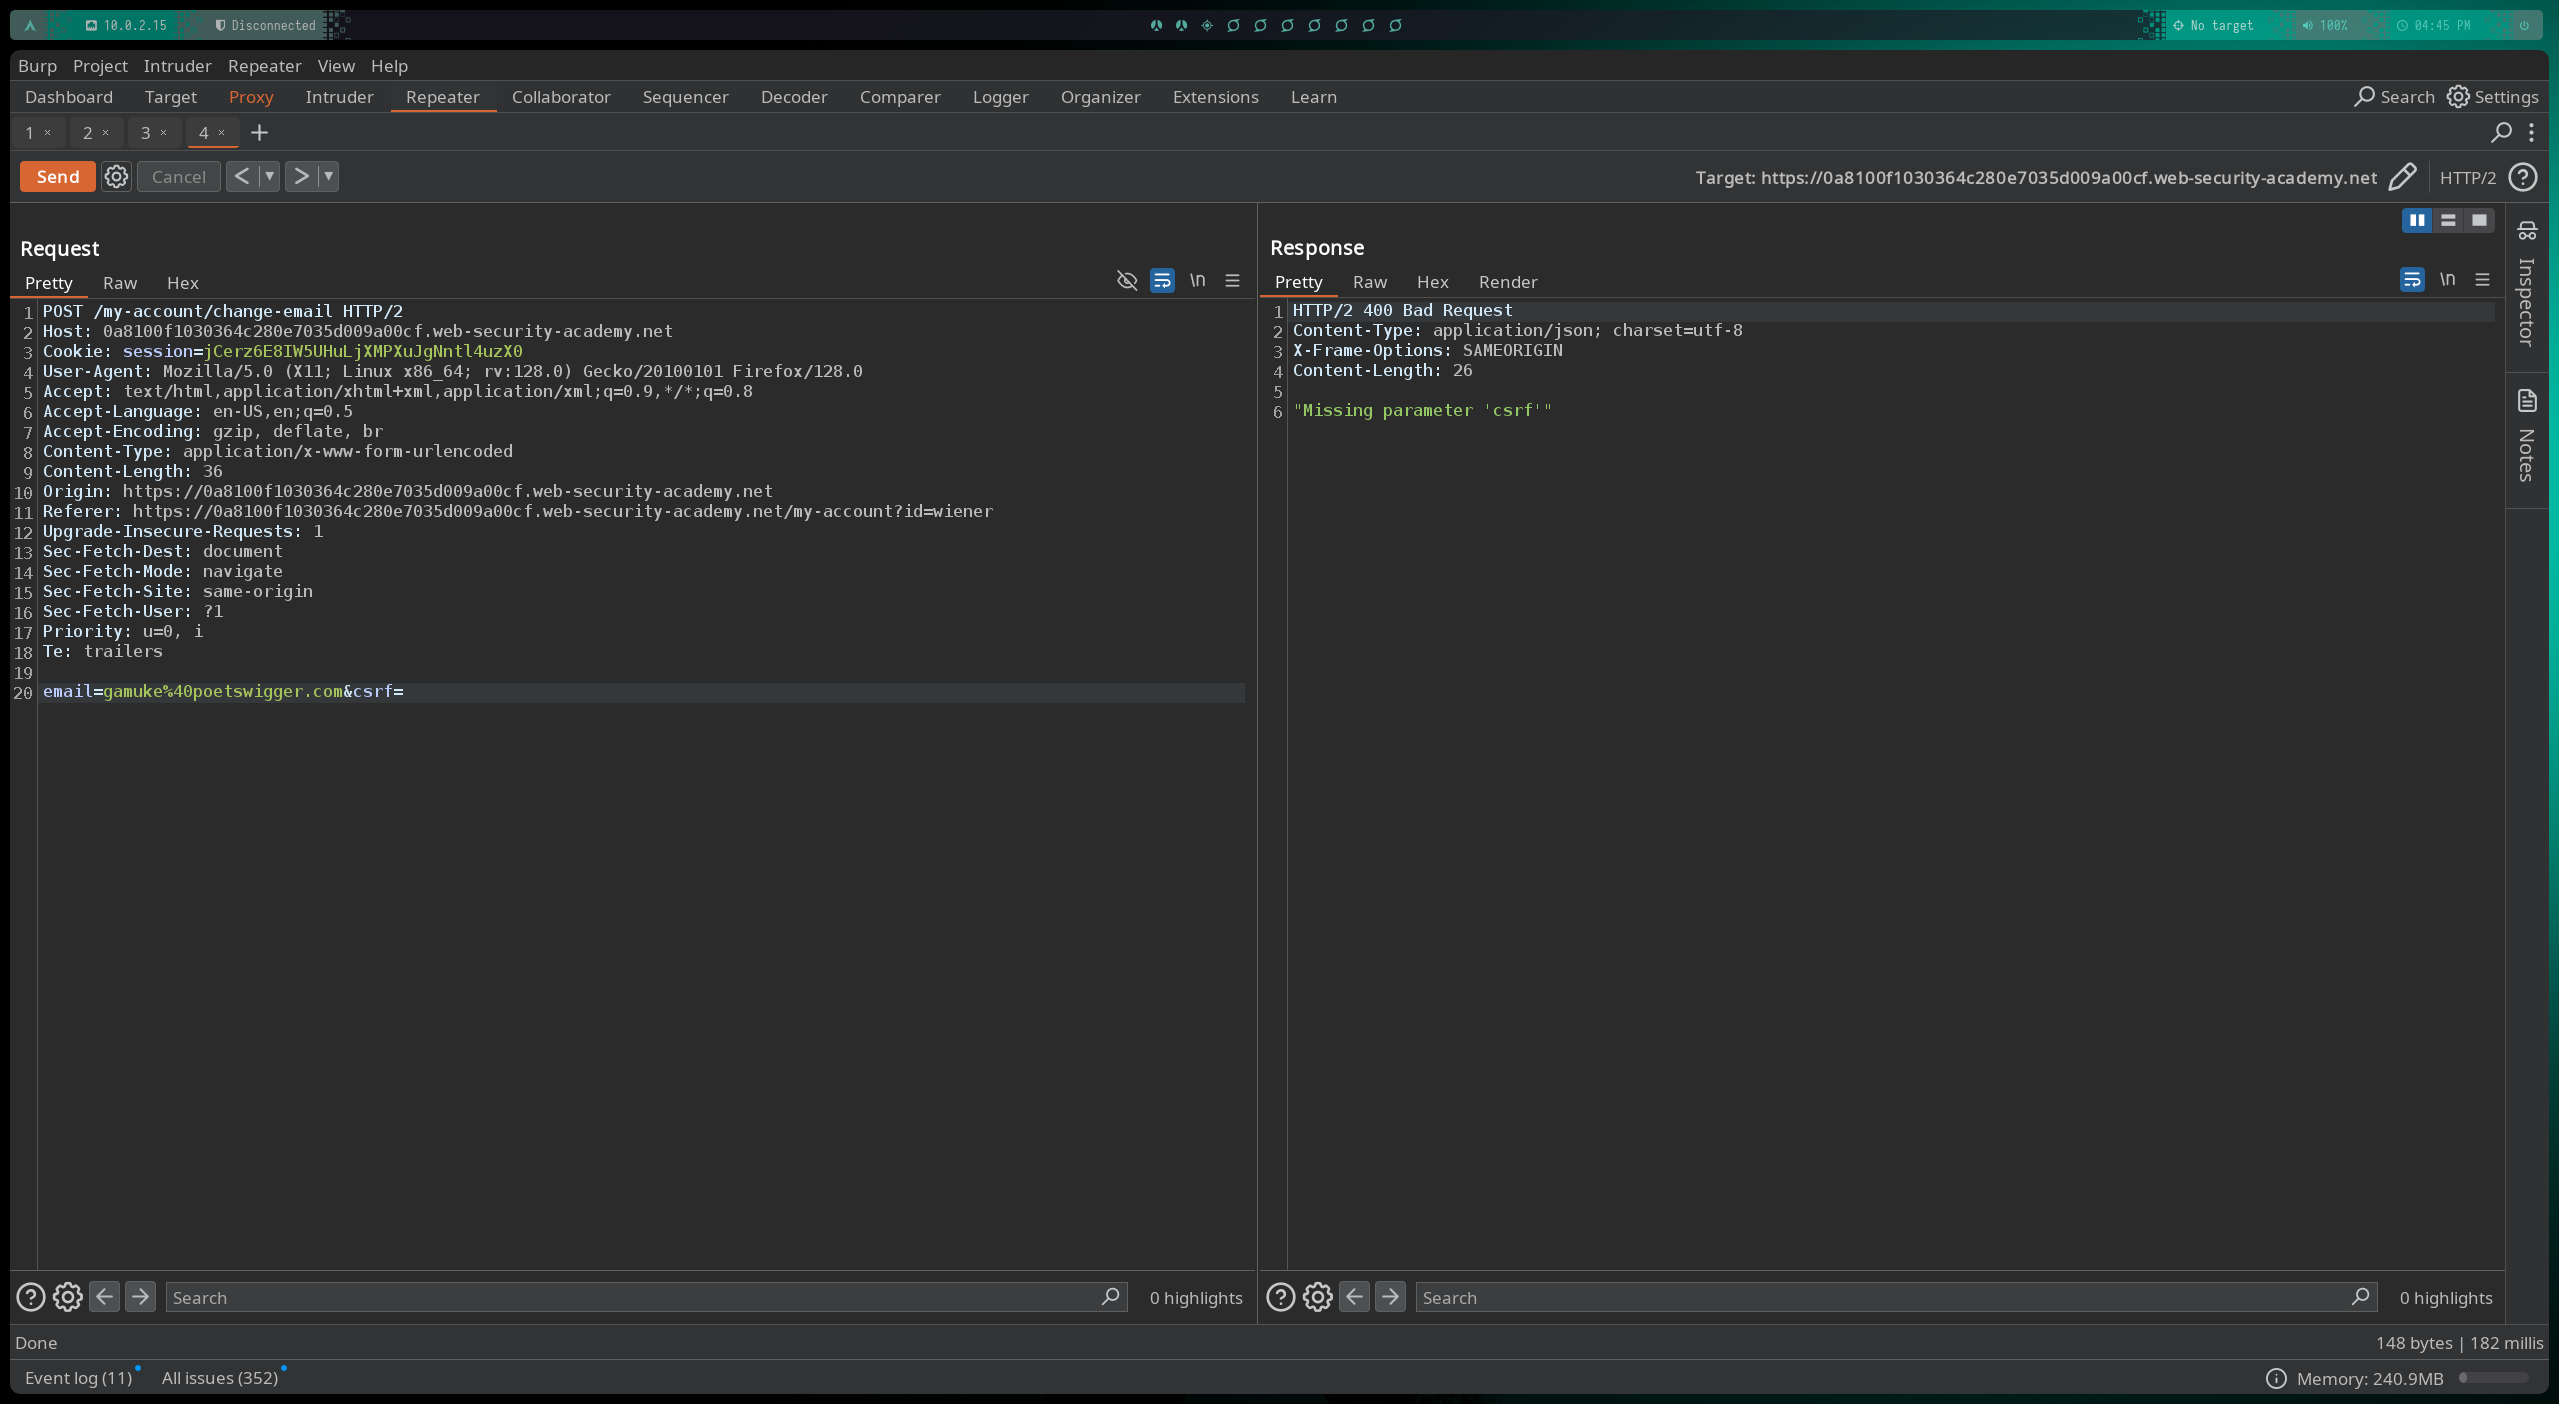 10.0.2.15 Disconnected No target 100% 04:45 PM
Burp Project Intruder Repeater View Help
Dashboard Target Proxy Intruder Repeater Collaborator Sequencer Decoder Comparer Logger Organizer Extensions Learn Search Settings
1 × 2 × 3 × 4 × +
Send Cancel < > Target: https://0a8100f1030364c280e7035d009a00cf.web-security-academy.net HTTP/2
Request
Pretty Raw Hex \n
1 POST /my-account/change-email HTTP/2
2 Host: 0a8100f1030364c280e7035d009a00cf.web-security-academy.net
3 Cookie: session=jCerz6E8IW5UHuLjXMPXuJgNntl4uzX0
4 User-Agent: Mozilla/5.0 (X11; Linux x86_64; rv:128.0) Gecko/20100101 Firefox/128.0
5 Accept: text/html,application/xhtml+xml,application/xml;q=0.9,*/*;q=0.8
6 Accept-Language: en-US,en;q=0.5
7 Accept-Encoding: gzip, deflate, br
8 Content-Type: application/x-www-form-urlencoded
9 Content-Length: 36
10 Origin: https://0a8100f1030364c280e7035d009a00cf.web-security-academy.net
11 Referer: https://0a8100f1030364c280e7035d009a00cf.web-security-academy.net/my-account?id=wiener
12 Upgrade-Insecure-Requests: 1
13 Sec-Fetch-Dest: document
14 Sec-Fetch-Mode: navigate
15 Sec-Fetch-Site: same-origin
16 Sec-Fetch-User: ?1
17 Priority: u=0, i
18 Te: trailers
19
20 email=gamuke%40poetswigger.com&csrf=
Search 0 highlights
Response
Pretty Raw Hex Render \n
1 HTTP/2 400 Bad Request
2 Content-Type: application/json; charset=utf-8
3 X-Frame-Options: SAMEORIGIN
4 Content-Length: 26
5
6 "Missing parameter 'csrf'"
Search 0 highlights
Inspector
Notes
Done 148 bytes | 182 millis
Event log (11) All issues (352) Memory: 240.9MB